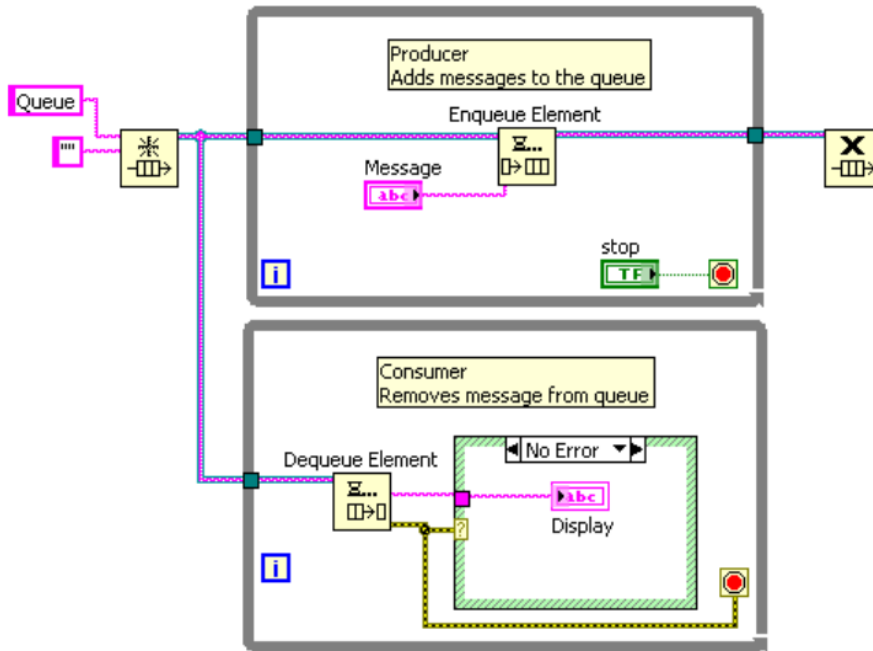 Producer
Adds messages to the queue
Queue
Enqueue Element
""
Message
abc
stop
TF
i
Consumer
Removes message from queue
No Error
Dequeue Element
abc
?
Display
i